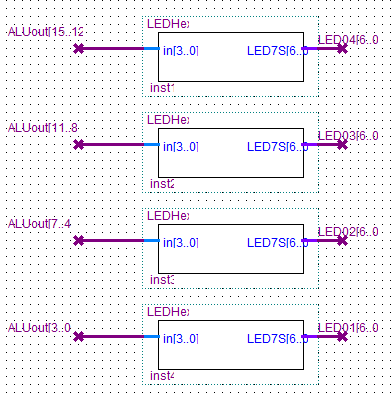 LEDHex
ALUout[15..12
LED04[6..0
in[3..0]
LED7S[6..0
inst1
LEDHex
ALUout[11..8
LED03[6..0
in[3..0]
LED7S[6..0
inst2
LEDHex
ALUout[7..4
LED02[6..0
in[3..0]
LED7S[6..0
inst3
LEDHex
ALUout[3..0
LED01[6..0
in[3..0]
LED7S[6..0
inst4